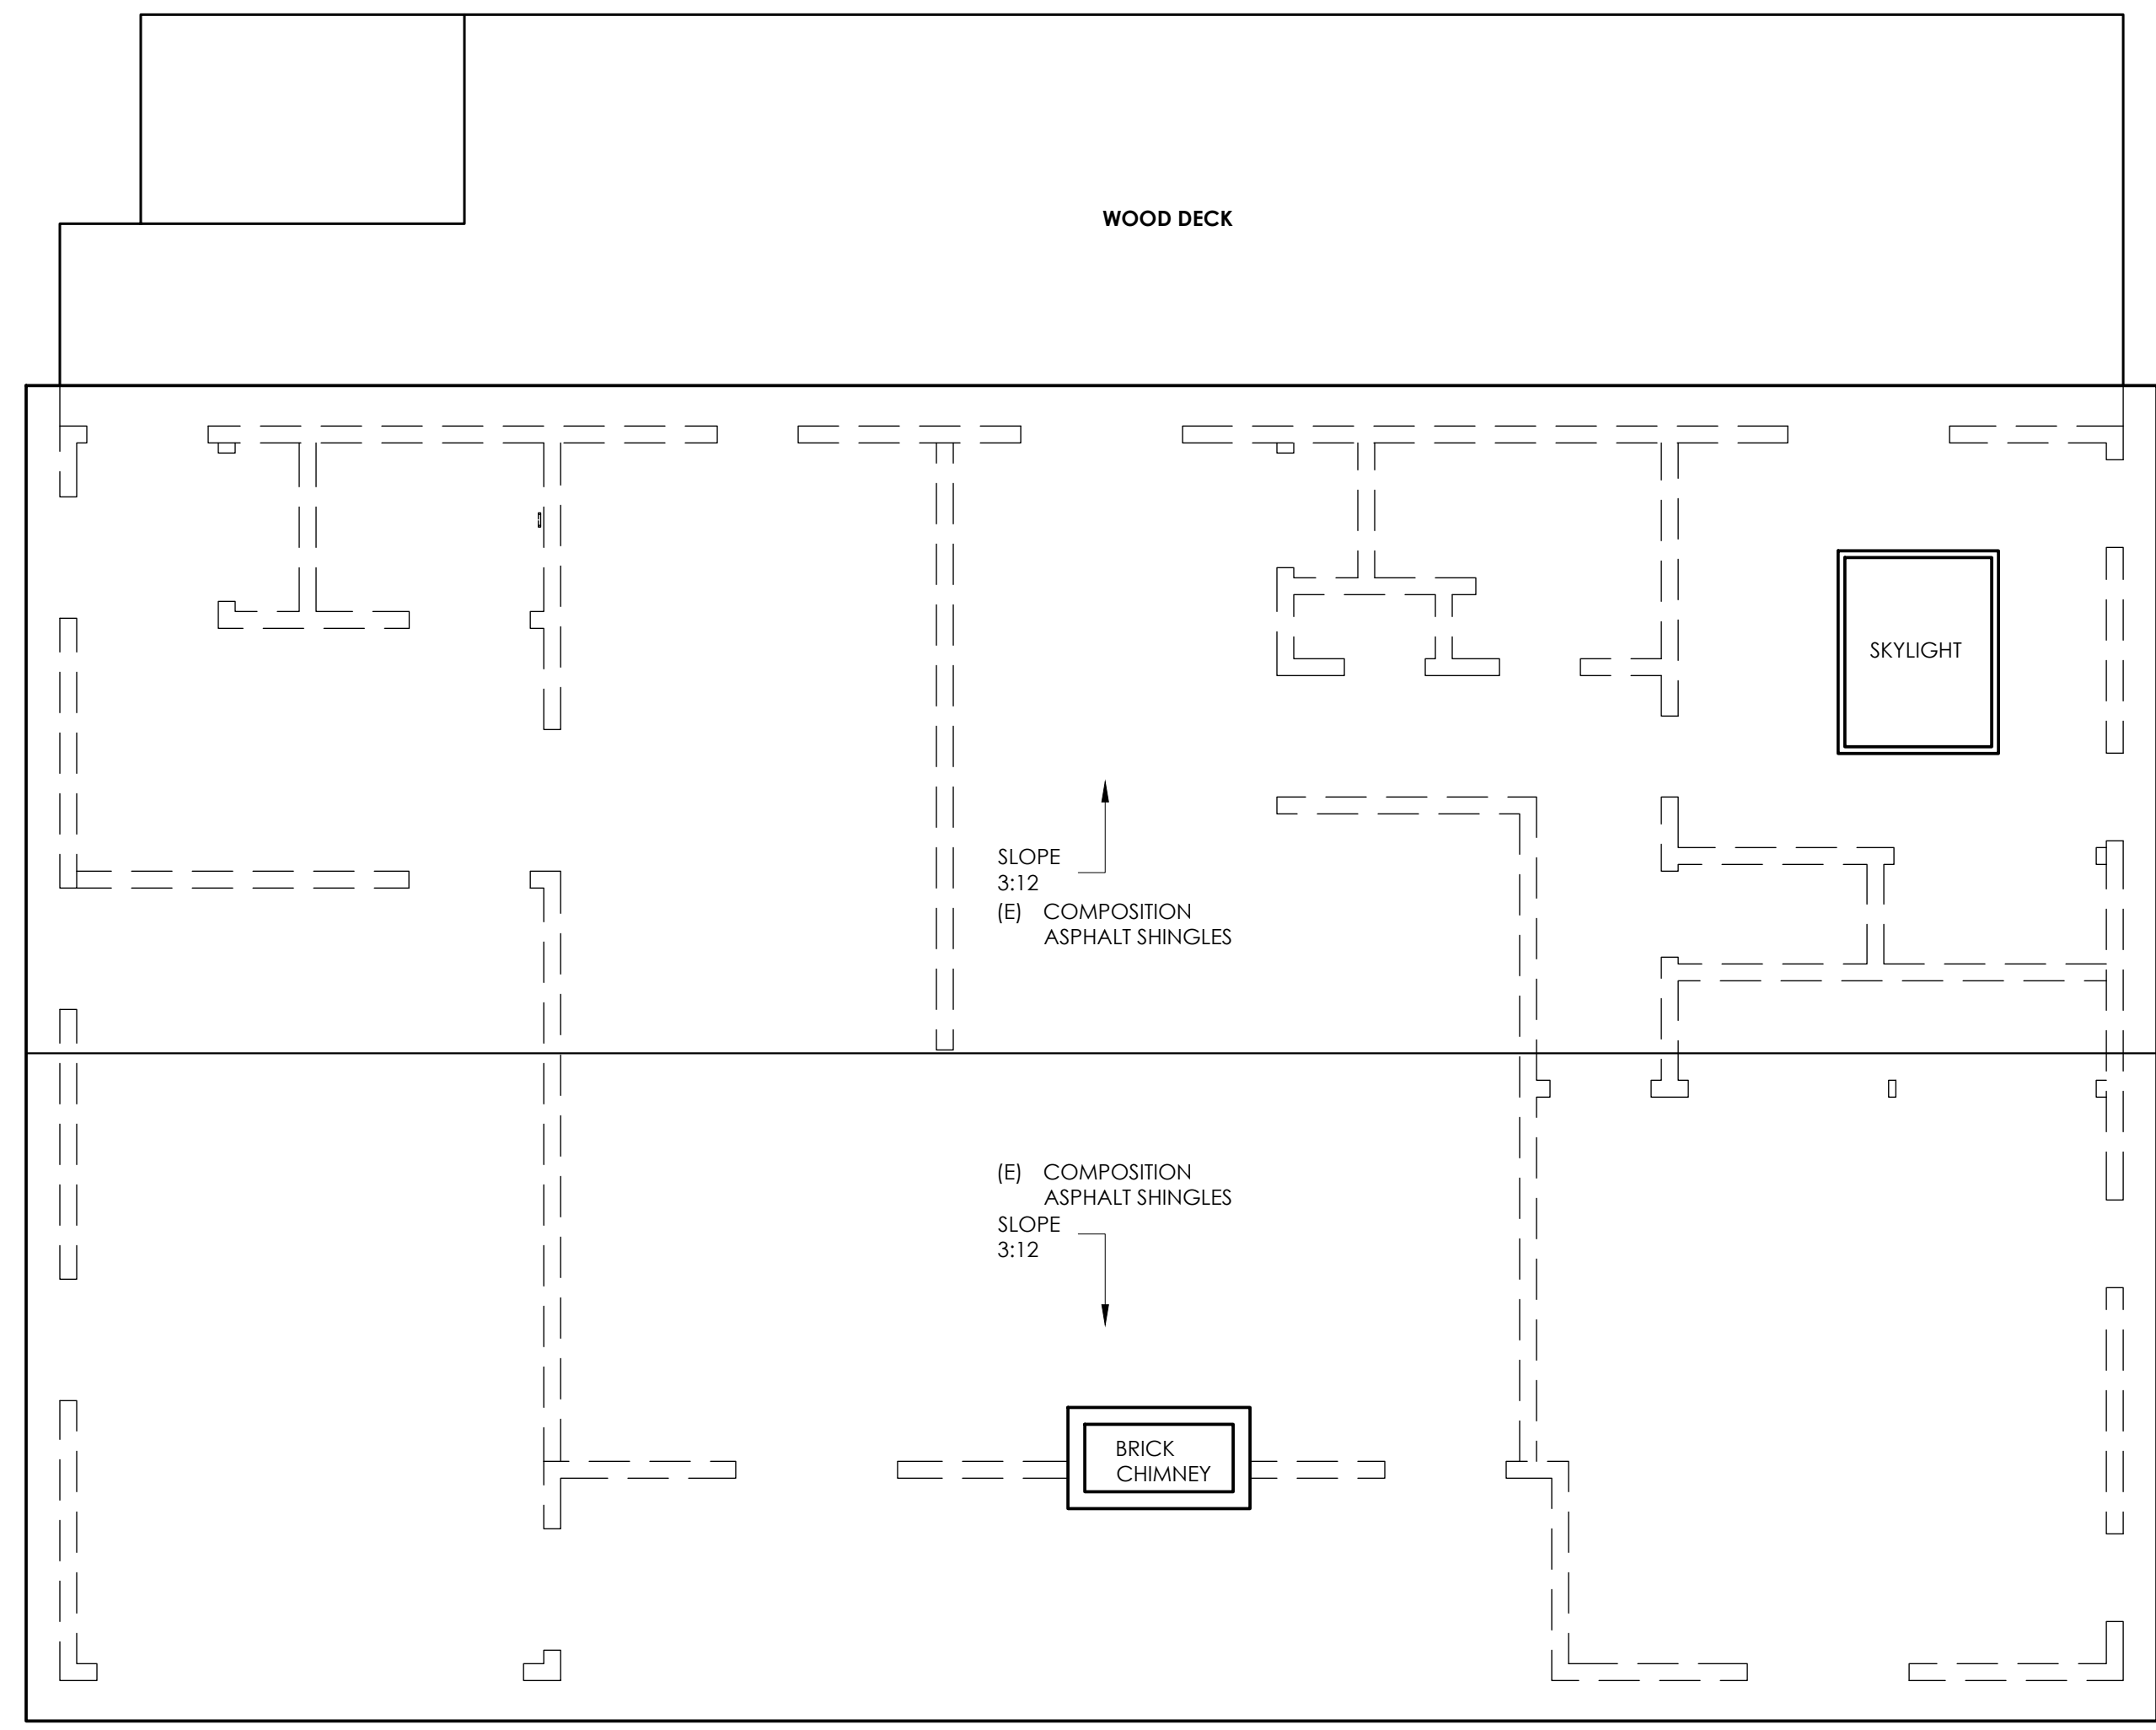 WOOD DECK
SKYLIGHT
SLOPE
3:12
(E) COMPOSITION
ASPHALT SHINGLES
(E) COMPOSITION
ASPHALT SHINGLES
SLOPE
3:12
BRICK
CHIMNEY